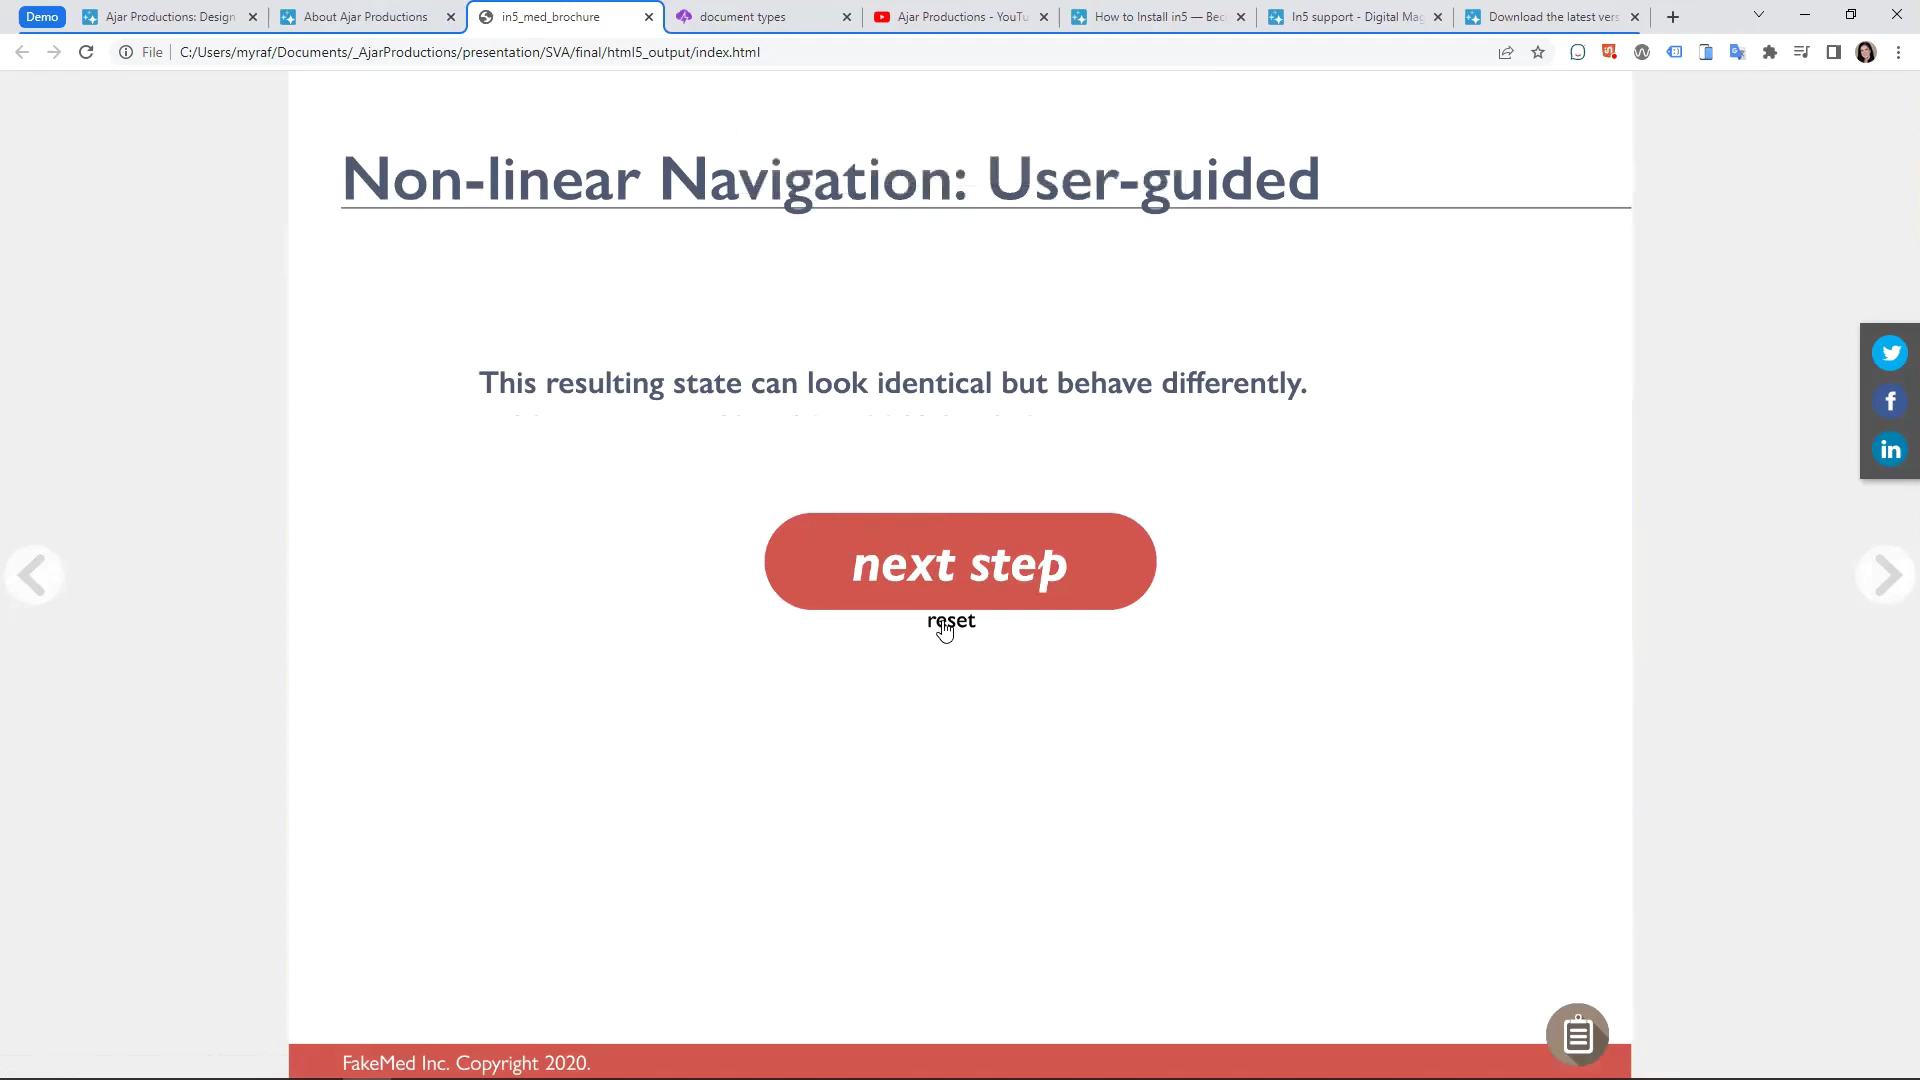 Demo
Ajar Productions: Design
About Ajar Productions
in5_med_brochure
document types
Ajar Productions - YouTu
How to Install in5 — Bec
In5 support - Digital Mag
Download the latest vers
File
C:/Users/myraf/Documents/_AjarProductions/presentation/SVA/final/html5_output/index.html
Non-linear Navigation: User-guided
This resulting state can look identical but behave differently.
next step
reset
FakeMed Inc. Copyright 2020.